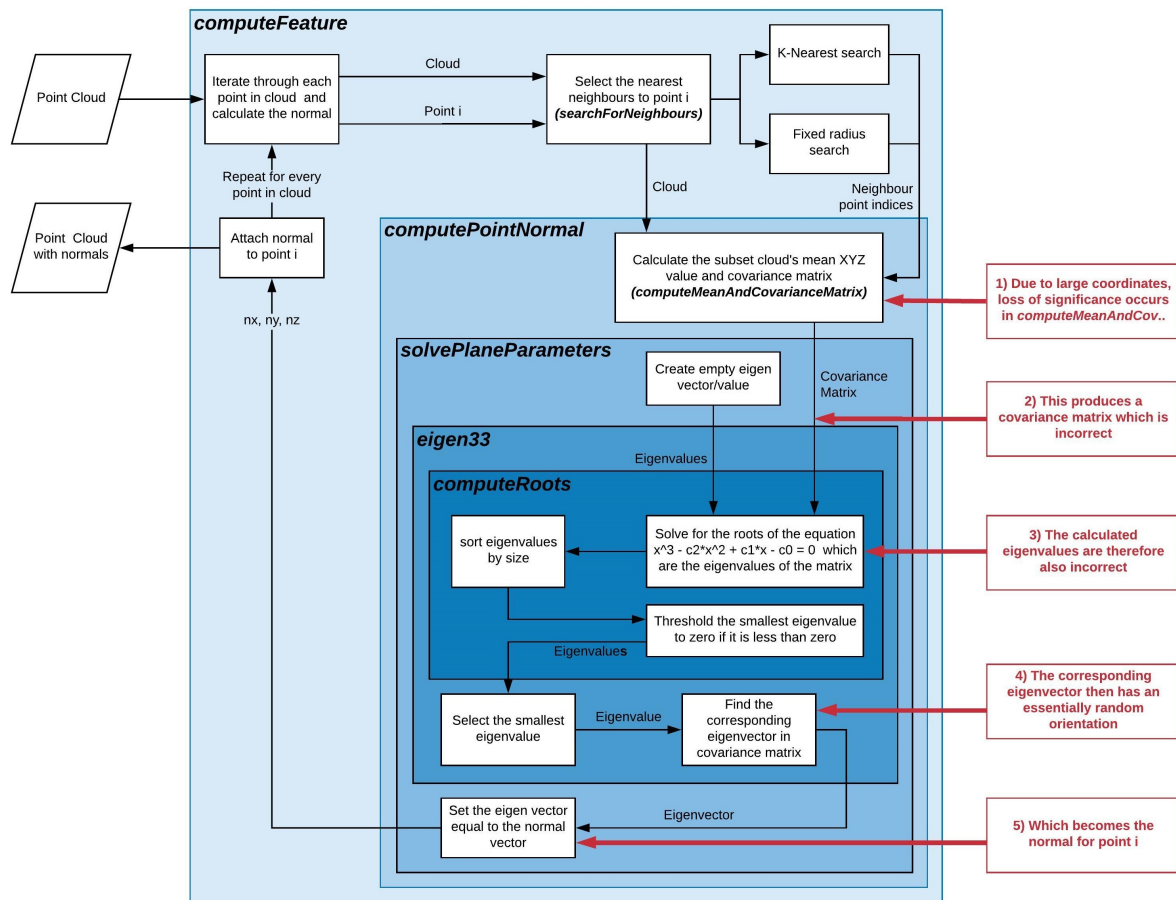 computeFeature
Point Cloud
Iterate through each
point in cloud  and
calculate the normal
Cloud
Point i
Select the nearest
neighbours to point i
(searchForNeighbours)
K-Nearest search
Fixed radius
search
Repeat for every
point in cloud
Cloud
Neighbour
point indices
Point  Cloud
with normals
Attach normal
to point i
nx, ny, nz
computePointNormal
Calculate the subset cloud's mean XYZ
value and covariance matrix
(computeMeanAndCovarianceMatrix)
1) Due to large coordinates,
loss of significance occurs
in computeMeanAndCov..
solvePlaneParameters
Create empty eigen
vector/value
Covariance
Matrix
2) This produces a
covariance matrix which is
incorrect
eigen33
Eigenvalues
computeRoots
sort eigenvalues
by size
Solve for the roots of the equation
x^3 - c2*x^2 + c1*x - c0 = 0  which
are the eigenvalues of the matrix
3) The calculated
eigenvalues are therefore
also incorrect
Threshold the smallest eigenvalue
to zero if it is less than zero
Eigenvalues
Select the smallest
eigenvalue
Eigenvalue
Find the
corresponding
eigenvector in
covariance matrix
4) The corresponding
eigenvector then has an
essentially random
orientation
Set the eigen vector
equal to the normal
vector
Eigenvector
5) Which becomes the
normal for point i